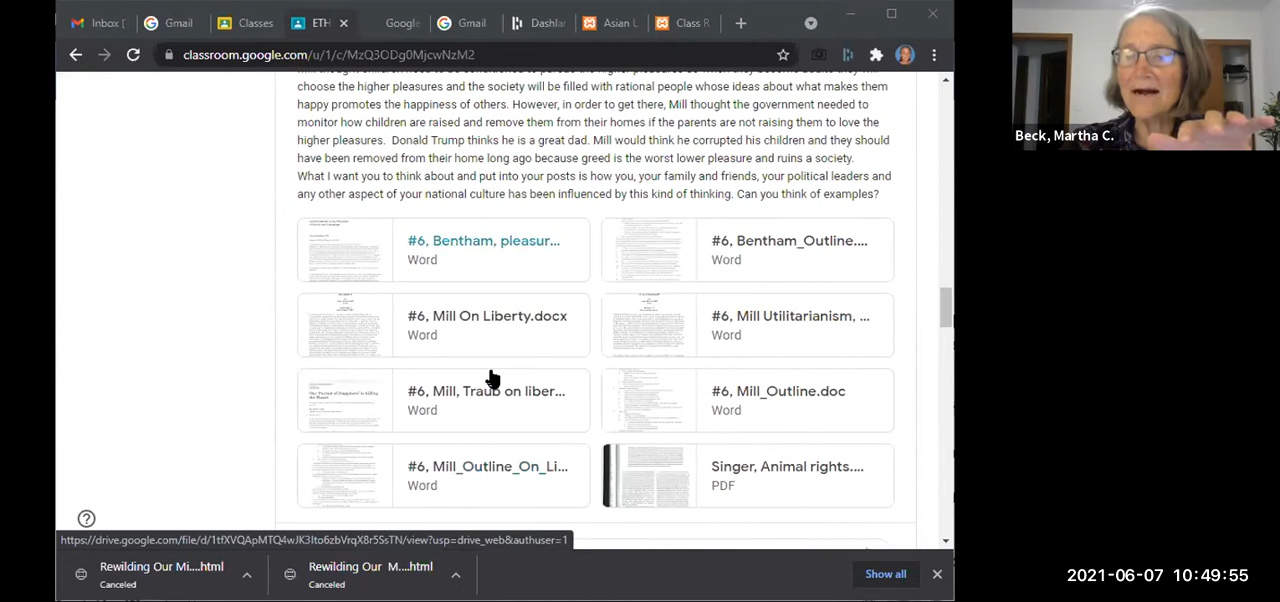 Inbox (
Gmail
Classes
ETH
Google
Gmail
Dashl
Asian L
Class R
classroom.google.com/u/1/c/MzQ3ODg0MjcwNzM2
choose the higher pleasures and the society will be filled with rational people whose ideas about what makes them
happy promotes the happiness of others. However, in order to get there, Mill thought the government needed to
monitor how children are raised and remove them from their homes if the parents are not raising them to love the
higher pleasures. Donald Trump thinks he is a great dad. Mill would think he corrupted his children and they should
have been removed from their home long ago because greed is the worst lower pleasure and ruins a society.
What I want you to think about and put into your posts is how you, your family and friends, your political leaders and
any other aspect of your national culture has been influenced by this kind of thinking. Can you think of examples?
#6, Bentham, pleasur...
Word
#6, Bentham_Outline....
Word
#6, Mill On Liberty.docx
Word
#6, Mill Utilitarianism, ...
Word
#6, Mill, Trans on liber...
Word
#6, Mill_Outline.doc
Word
#6, Mill_Outline_On_Li...
Word
Singer, Animal rights....
PDF
https://drive.google.com/file/d/1tfXVQApMTQ4wJK3Ito6zbVrqX8r5SsTN/view?usp=drive_web&authuser=1
Rewilding Our Mi....html
Canceled
Rewilding Our M....html
Canceled
Show all
Beck, Martha C.
2021-06-07 10:49:55